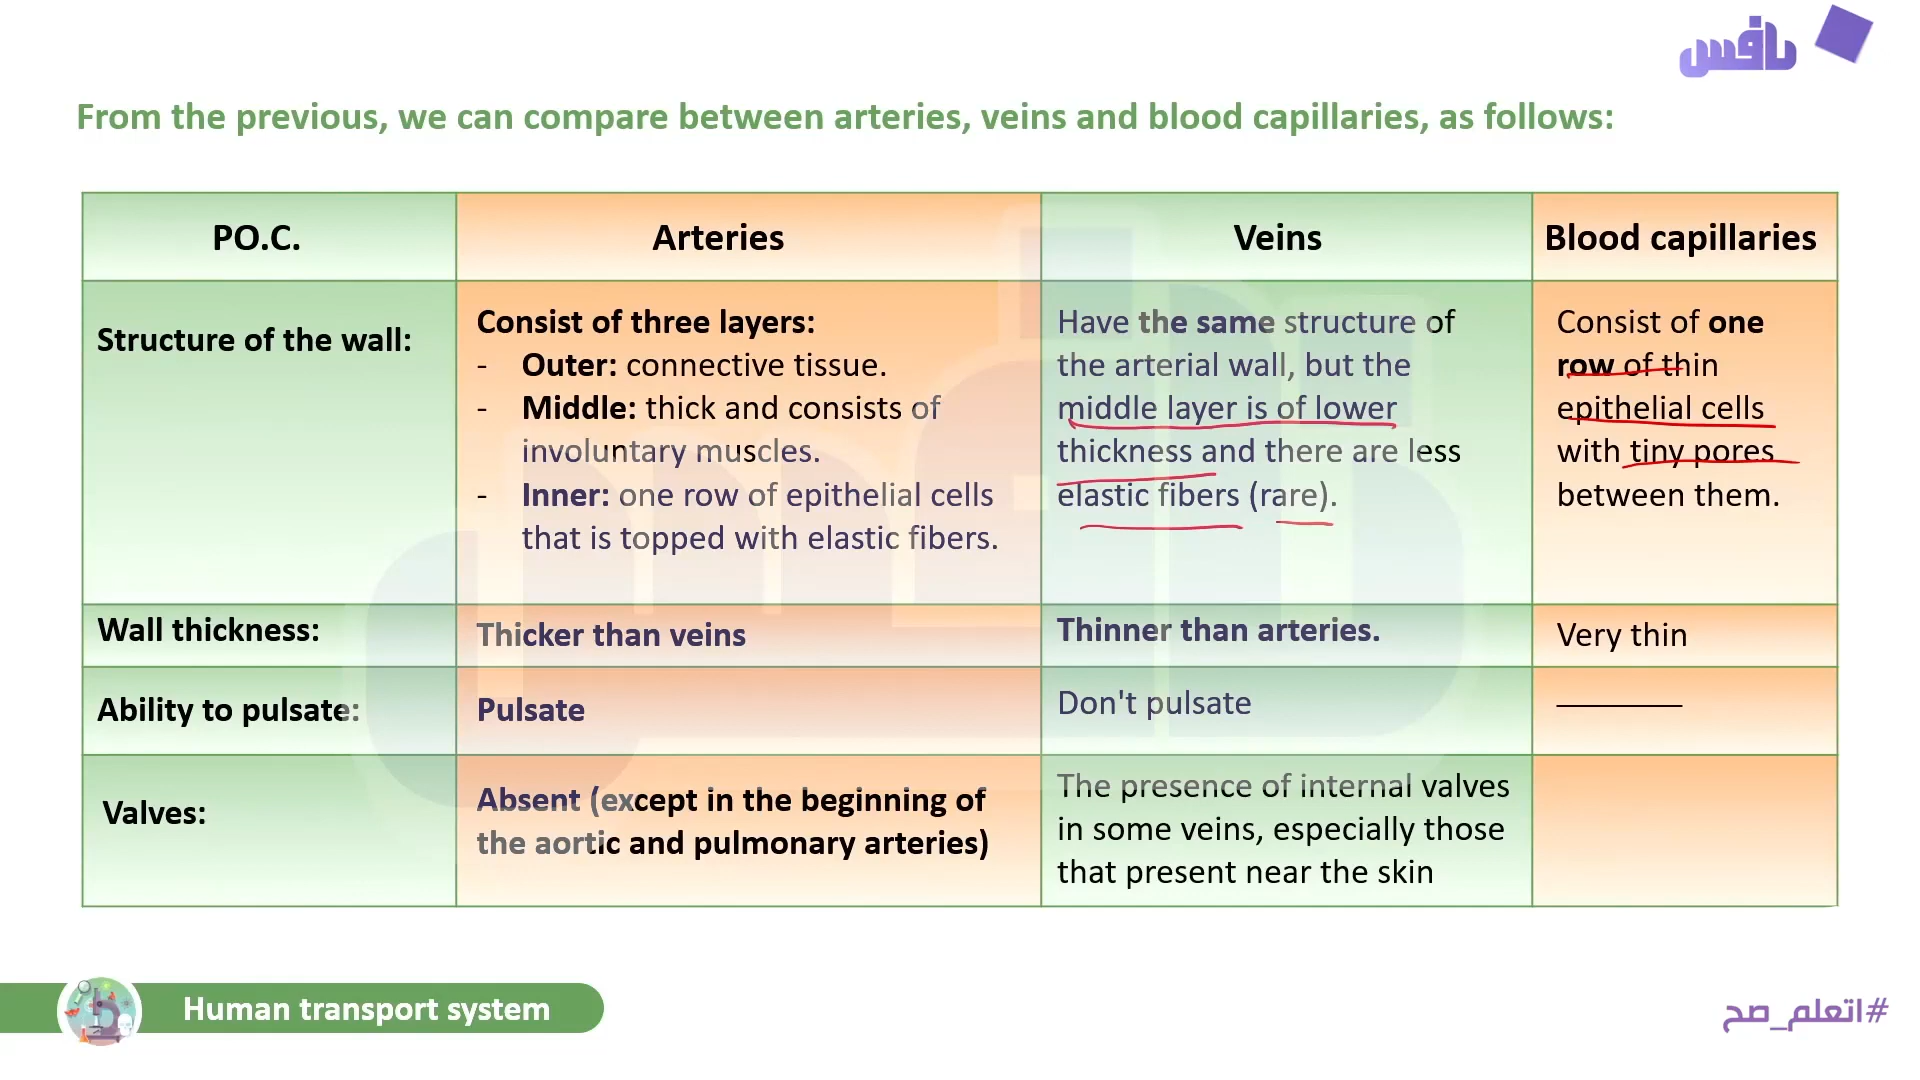 نافس
From the previous, we can compare between arteries, veins and blood capillaries, as follows:
PO.C.
Arteries
Veins
Blood capillaries
Structure of the wall:
Consist of three layers:
- Outer: connective tissue.
- Middle: thick and consists of
involuntary muscles.
- Inner: one row of epithelial cells
that is topped with elastic fibers.
Have the same structure of
the arterial wall, but the
middle layer is of lower
thickness and there are less
elastic fibers (rare).
Consist of one
row of thin
epithelial cells
with tiny pores
between them.
Wall thickness:
Thicker than veins
Thinner than arteries.
Very thin
Ability to pulsate:
Pulsate
Don't pulsate
Valves:
Absent (except in the beginning of
the aortic and pulmonary arteries)
The presence of internal valves
in some veins, especially those
that present near the skin
Human transport system
#اتعلم_صح